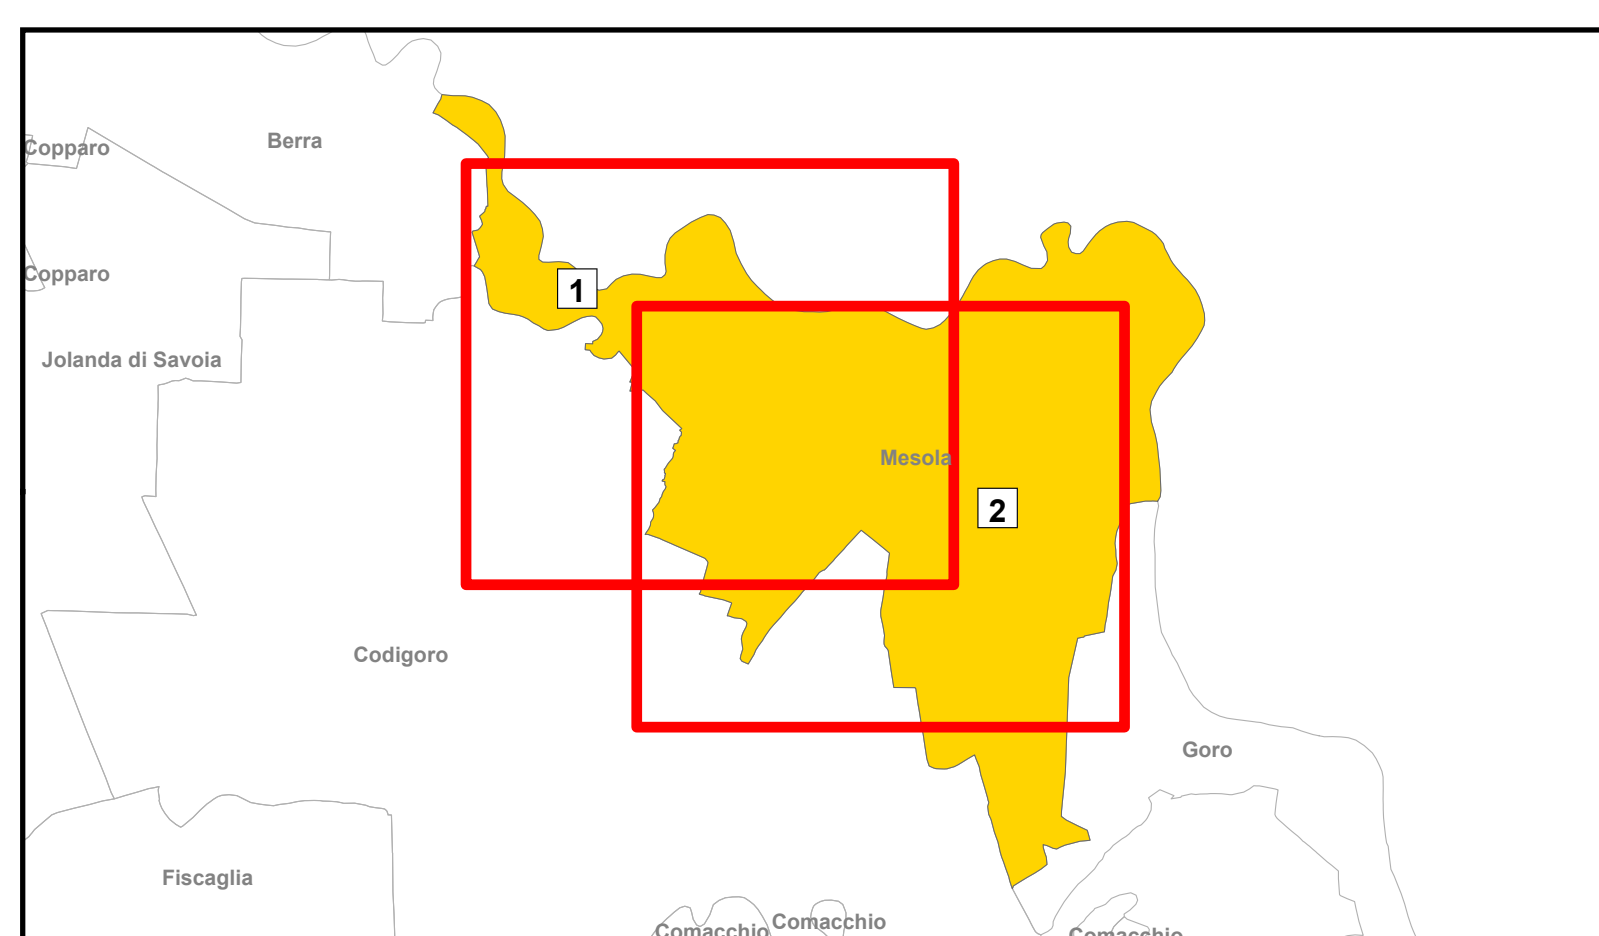 Berra
Copparo
1
Copparo
Jolanda di Savoia
Mesola
2
Codigoro
Goro
Fiscaglia
Comacchio
Comacchio
Comacchio